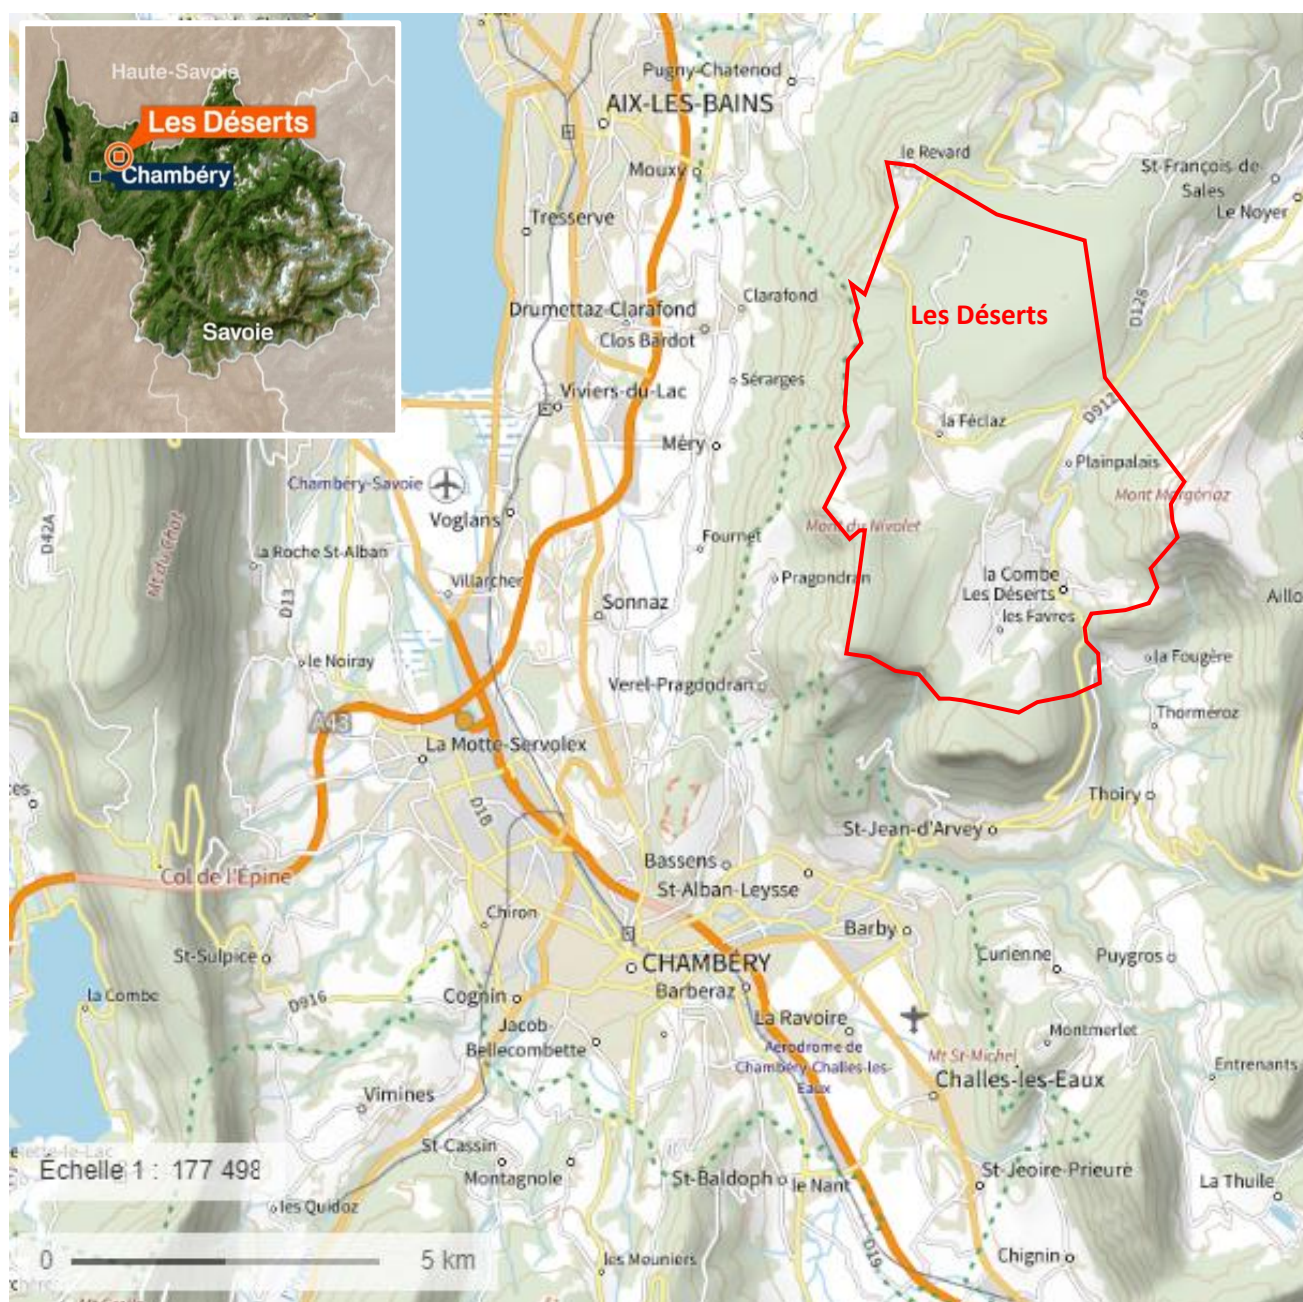 Haute-Savoie
Les Déserts
Chambéry
Savoie
Pugny-Chatenod
AIX-LES-BAINS
Mouxy
Tresserve
le Revard
St-François-de-
Sales
Le Noyer
Clarafond
Drumettaz-Clarafond
Clos Bardot
Les Déserts
D128
Sérarges
Viviers-du-Lac
la Féclaz
D912
Méry
Plainpalais
Chambéry-Savoie
Mont Margériaz
Voglans
Mont du Nivolet
D42A
Mt du Chat
la Roche St-Alban
Fournet
Villarcher
Pragondran
la Combe
Les Déserts
D13
Sonnaz
les Favres
Aillo
le Noiray
Verel-Pragondran
la Fougère
A43
Thorméroz
La Motte-Servolex
ces
D1B
Thoiry
St-Jean-d'Arvey
Bassens
Col de l'Épine
St-Alban-Leysse
Chiron
Barby
St-Sulpice
CHAMBÉRY
Curienne
Puygros
la Combe
D916
Cognin
Barberaz
Jacob-
Bellecombette
La Ravoire
Aérodrome de
Chambéry-Challes-les-
Eaux
Montmerlet
Mt St-Michel
Entrenants
Challes-les-Eaux
Vimines
St-Cassin
Montagnole
St-Baldoph
le Nant
St-Jeoire-Prieuré
La Thuile
Echelle 1 : 177 498
les Quidoz
D19
0
5 km
les Meuniers
Chignin